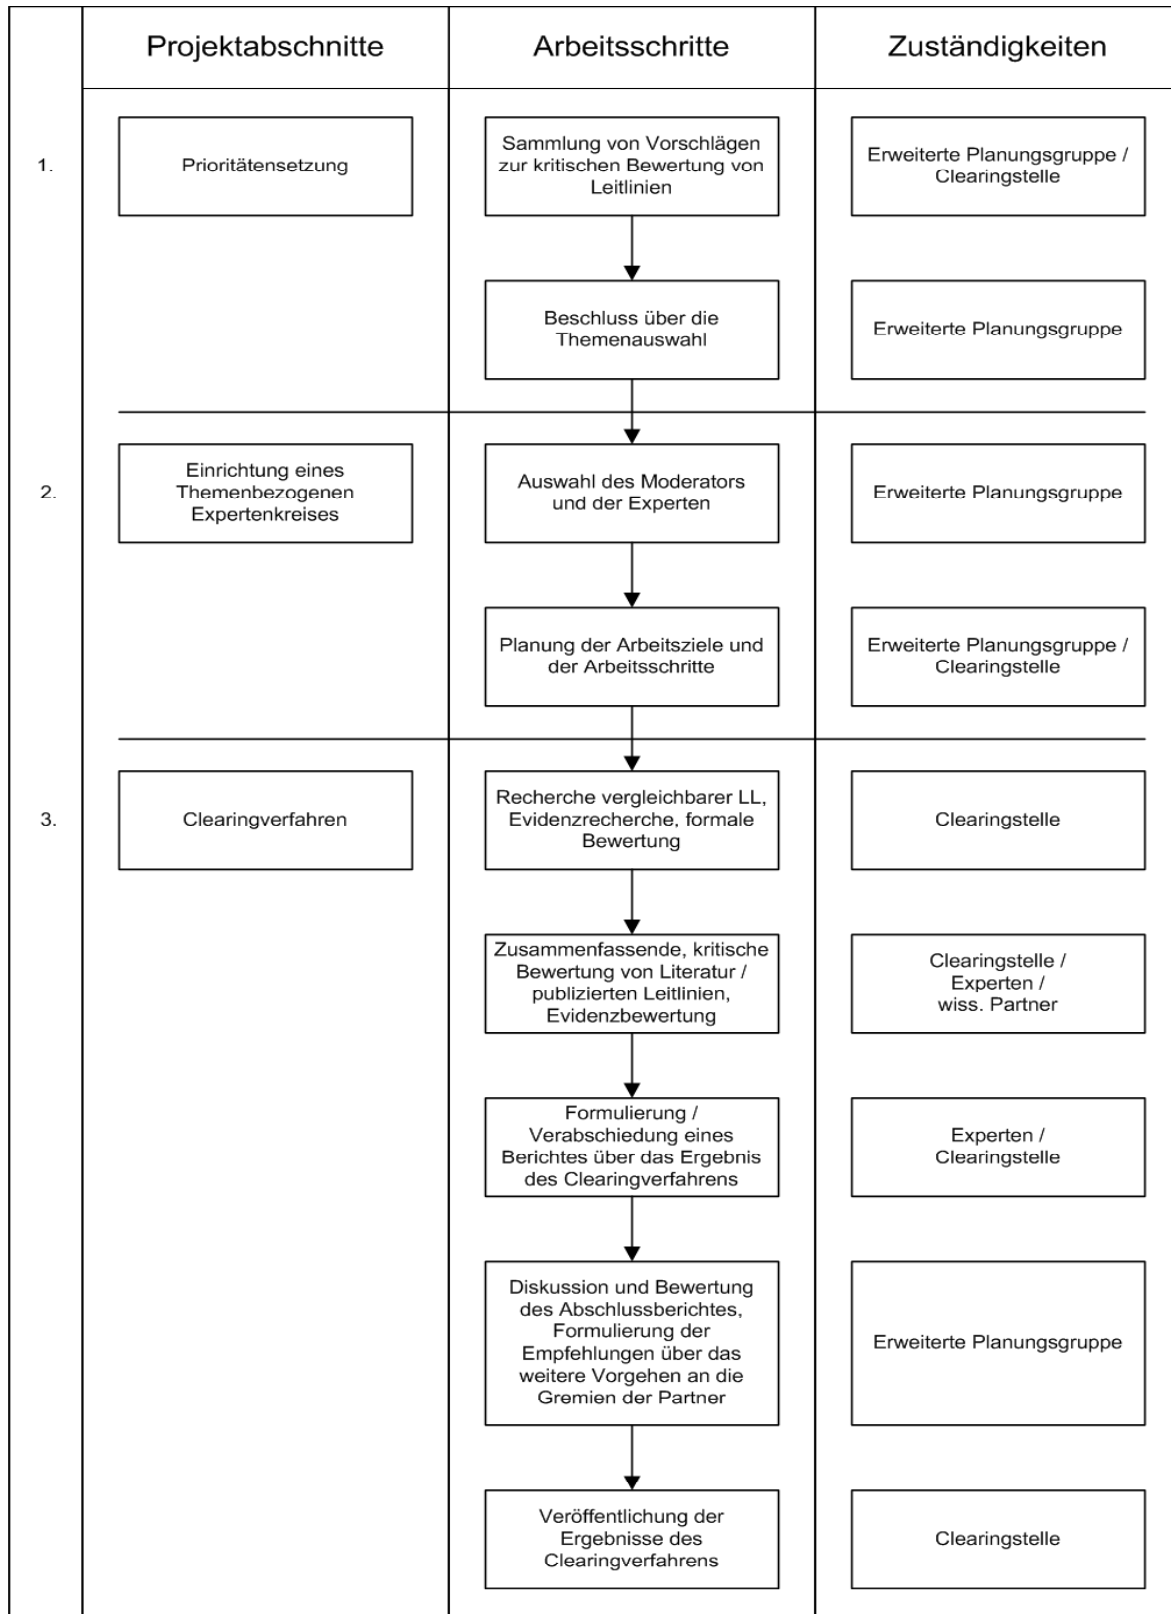 Projektabschnitte
Arbeitsschritte
Zuständigkeiten
1.
Prioritätensetzung
Sammlung von Vorschlägen
zur kritischen Bewertung von
Leitlinien
Erweiterte Planungsgruppe /
Clearingstelle
Beschluss über die
Themenauswahl
Erweiterte Planungsgruppe
2.
Einrichtung eines
Themenbezogenen
Expertenkreises
Auswahl des Moderators
und der Experten
Erweiterte Planungsgruppe
Planung der Arbeitsziele und
der Arbeitsschritte
Erweiterte Planungsgruppe /
Clearingstelle
3.
Clearingverfahren
Recherche vergleichbarer LL,
Evidenzrecherche, formale
Bewertung
Clearingstelle
Zusammenfassende, kritische
Bewertung von Literatur /
publizierten Leitlinien,
Evidenzbewertung
Clearingstelle /
Experten /
wiss. Partner
Formulierung /
Verabschiedung eines
Berichtes über das Ergebnis
des Clearingverfahrens
Experten /
Clearingstelle
Diskussion und Bewertung
des Abschlussberichtes,
Formulierung der
Empfehlungen über das
weitere Vorgehen an die
Gremien der Partner
Erweiterte Planungsgruppe
Veröffentlichung der
Ergebnisse des
Clearingverfahrens
Clearingstelle